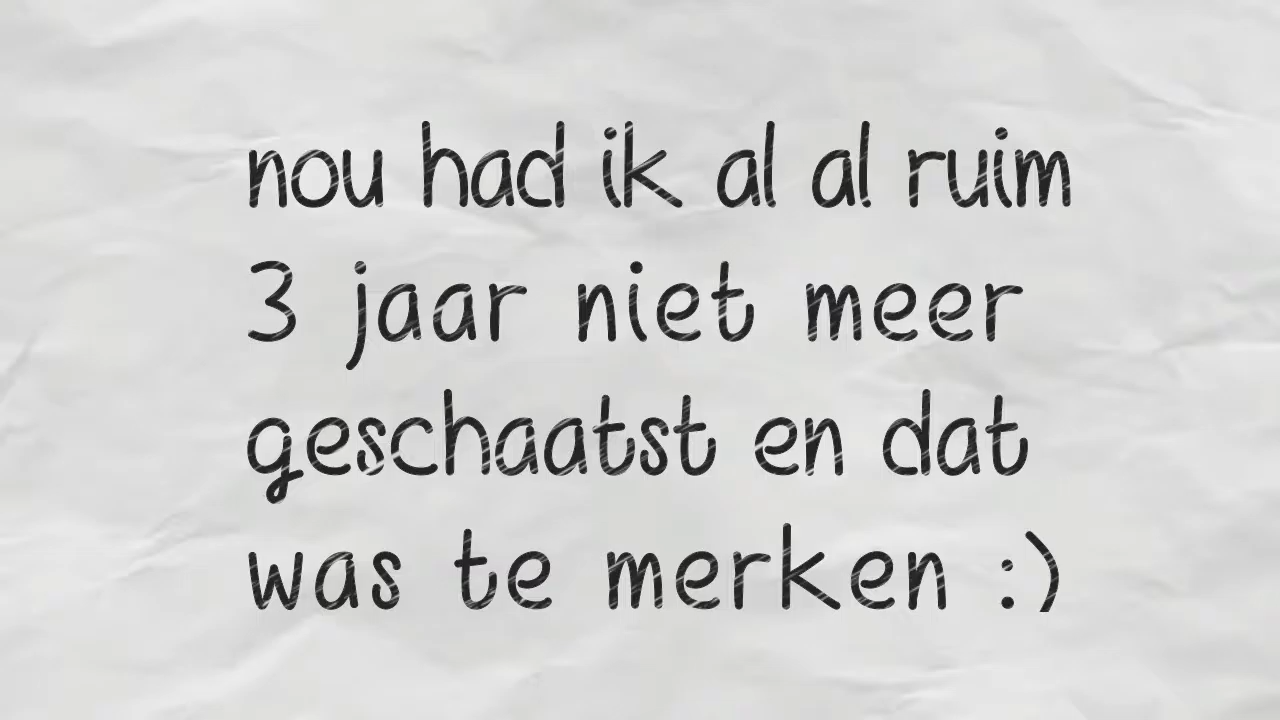 nou had ik al al ruim
3 jaar niet meer
geschaatst en dat
was te merken :)